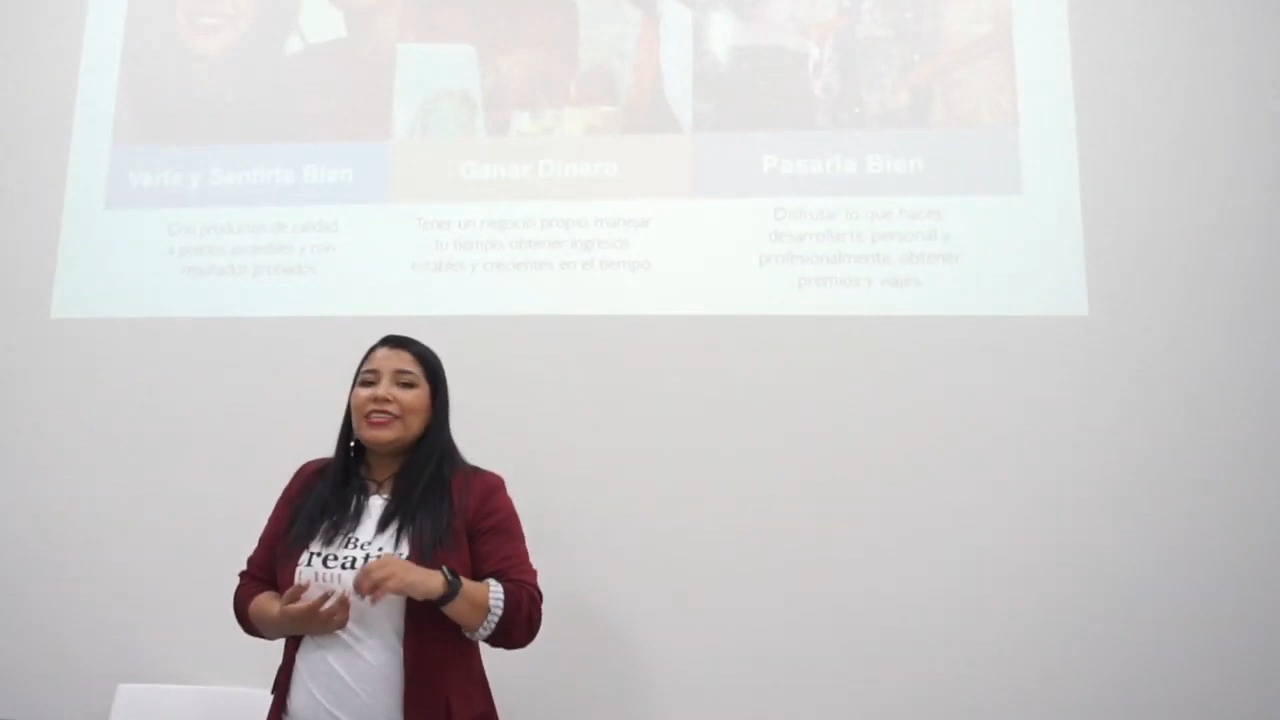 Verte y Sentirte Bien
Ganar Dinero
Pasarla Bien
Con productos de calidad,
a precios accesibles y con
resultados probados.
Tener un negocio propio, manejar
tu tiempo, obtener ingresos
estables y crecientes en el tiempo.
Disfrutar lo que haces,
desarrollarte personal y
profesionalmente, obtener
premios y viajes.
Be
Creativ